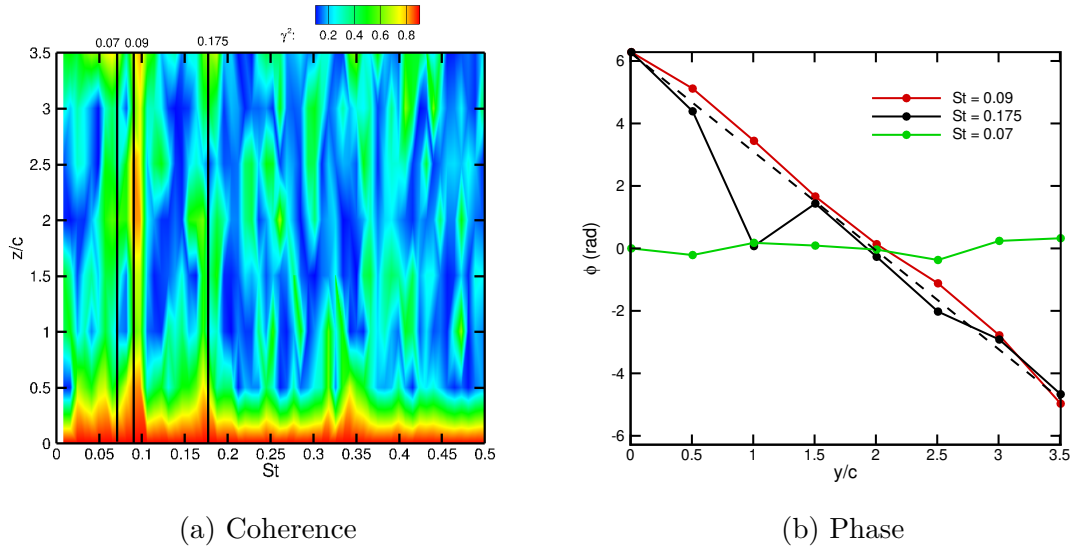 γ²: 0.2 0.4 0.6 0.8
0.07 0.09 0.175
3.5
3
2.5
2
1.5
1
0.5
0
z/c
0 0.05 0.1 0.15 0.2 0.25 0.3 0.35 0.4 0.45 0.5
St
(a) Coherence
6
4
2
0
-2
-4
-6
ϕ (rad)
St = 0.09
St = 0.175
St = 0.07
0 0.5 1 1.5 2 2.5 3 3.5
y/c
(b) Phase